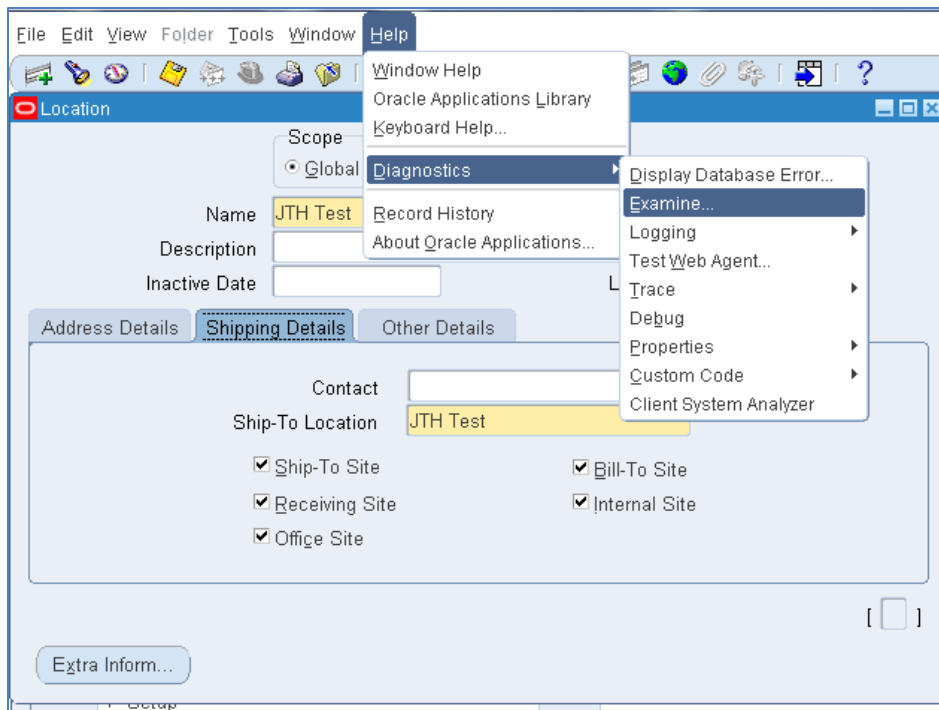 File Edit View Folder Tools Window Help
Location
Scope
Global
Name JTH Test
Description
Inactive Date
Window Help
Oracle Applications Library
Keyboard Help...
Diagnostics
Record History
About Oracle Applications...
Display Database Error...
Examine...
Logging
Test Web Agent...
Trace
Debug
Properties
Custom Code
Client System Analyzer
L
Address Details Shipping Details Other Details
Contact
Ship-To Location JTH Test
Ship-To Site Bill-To Site
Receiving Site Internal Site
Office Site
[ ]
Extra Inform...